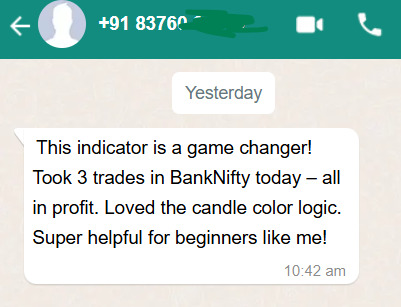 +91 83760
Yesterday
This indicator is a game changer!
Took 3 trades in BankNifty today – all
in profit. Loved the candle color logic.
Super helpful for beginners like me!
10:42 am